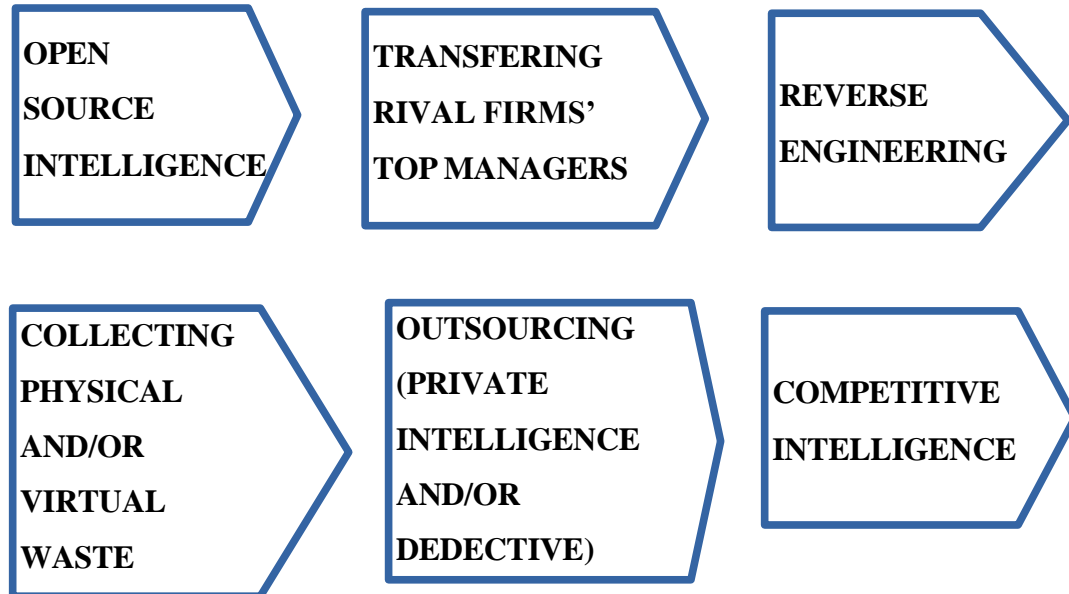 OPEN
SOURCE
INTELLIGENCE
TRANSFERING
RIVAL FIRMS’
TOP MANAGERS
REVERSE
ENGINEERING
COLLECTING
PHYSICAL
AND/OR
VIRTUAL
WASTE
OUTSOURCING
(PRIVATE
INTELLIGENCE
AND/OR
DEDECTIVE)
COMPETITIVE
INTELLIGENCE